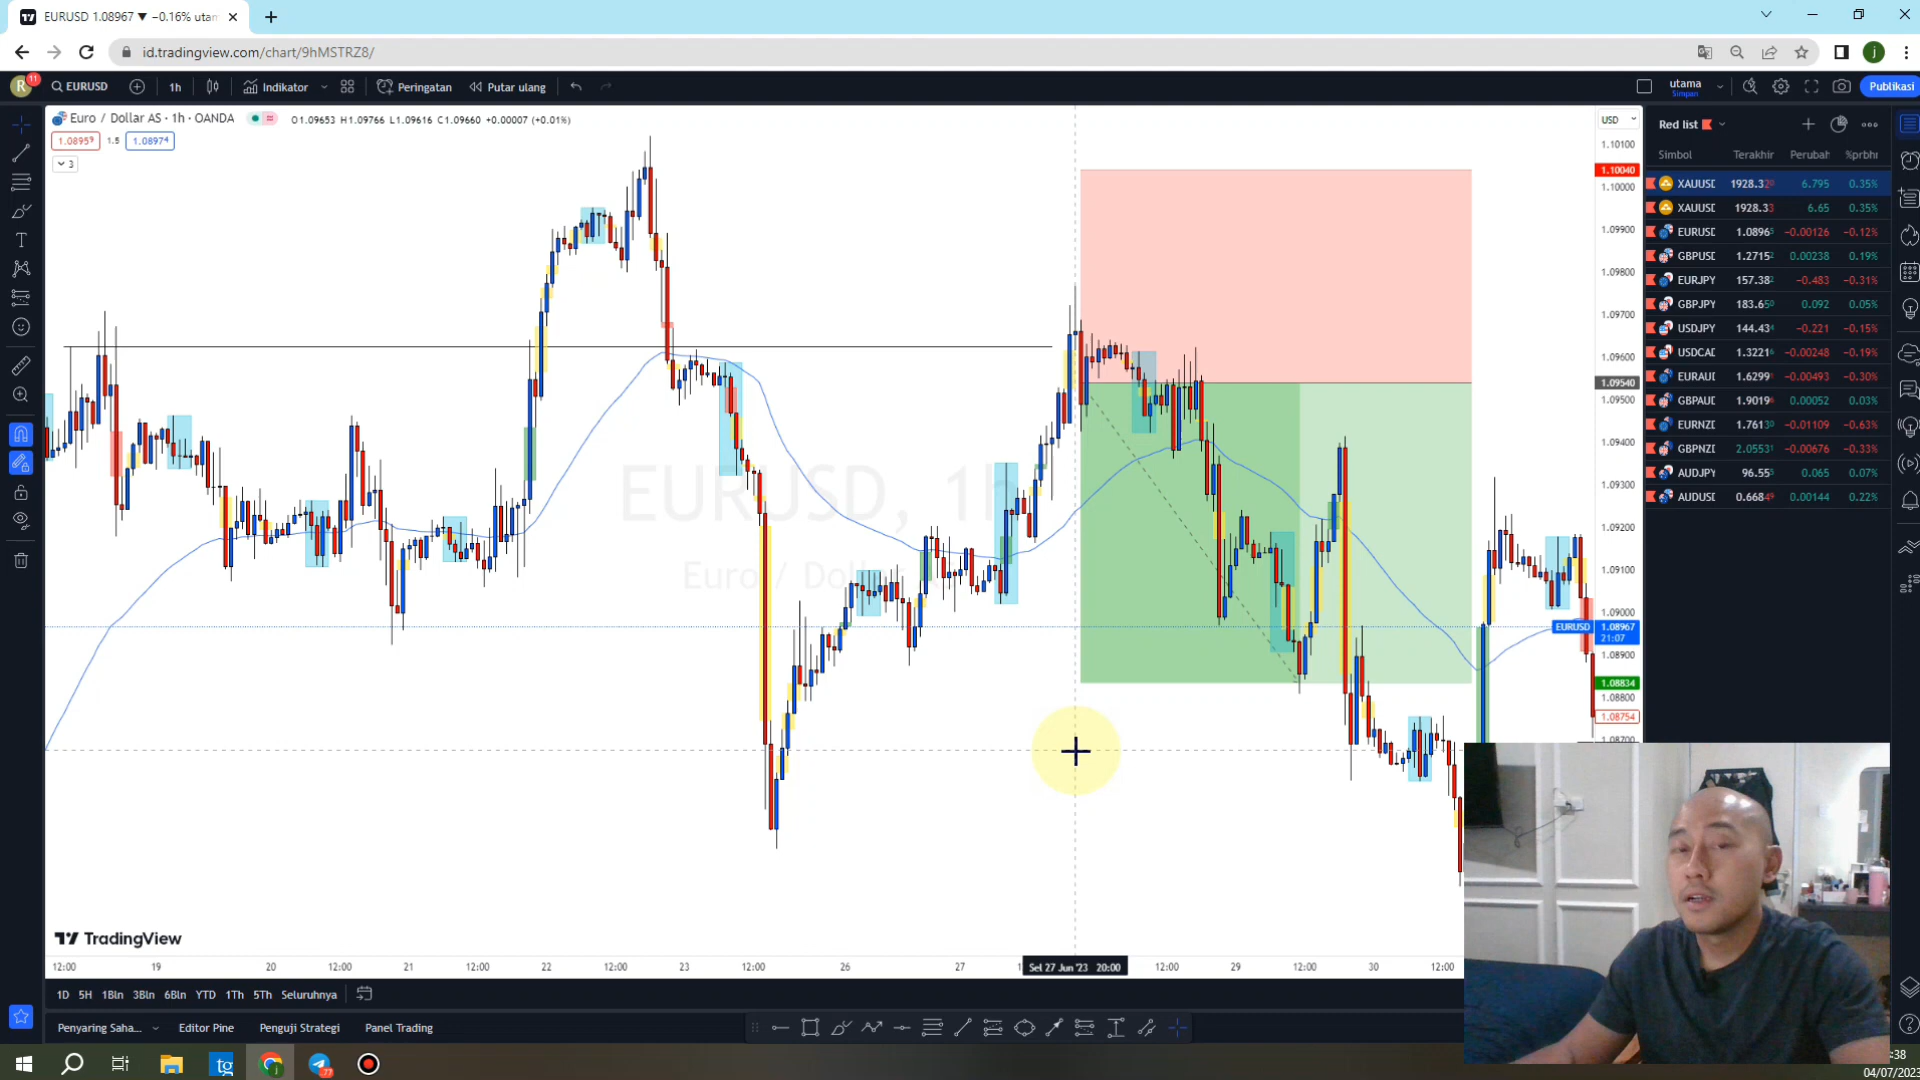 EURUSD 1.08967 ▼ −0.16% utam
id.tradingview.com/chart/9hMSTRZ8/
R 11 EURUSD 1h Indikator Peringatan Putar ulang utama Simpan Publikasi
Euro / Dollar AS · 1h · OANDA O1.09653 H1.09766 L1.09616 C1.09660 +0.00007 (+0.01%)
1.08959 1.5 1.08974
3
USD
1.10100
1.10040
1.10000
1.09900
1.09800
1.09700
1.09600
1.09540
1.09500
1.09400
1.09300
1.09200
1.09100
1.09000
EURUSD 1.08967
21:07
1.08900
1.08834
1.08800
1.08754
1.08700
EURUSD, 1h
Euro / Dollar
Red list
Simbol Terakhir Perubah %prbhr
XAUUSD 1928.320 6.795 0.35%
XAUUSD 1928.33 6.65 0.35%
EURUSD 1.0896 −0.00126 −0.12%
GBPUSD 1.2715 0.00238 0.19%
EURJPY 157.38 −0.483 −0.31%
GBPJPY 183.65 0.092 0.05%
USDJPY 144.43 −0.221 −0.15%
USDCAD 1.3221 −0.00248 −0.19%
EURAUD 1.6299 −0.00493 −0.30%
GBPAUD 1.9019 0.00052 0.03%
EURNZD 1.7613 −0.01109 −0.63%
GBPNZD 2.0553 −0.00676 −0.33%
AUDJPY 96.55 0.065 0.07%
AUDUSD 0.6684 0.00144 0.22%
TradingView
12:00 19 20 12:00 21 12:00 22 12:00 23 12:00 26 27 Sel 27 Jun '23 20:00 12:00 29 12:00 30 12:00
1D 5H 1Bln 3Bln 6Bln YTD 1Th 5Th Seluruhnya
Penyaring Saha... Editor Pine Penguji Strategi Panel Trading
tg 77
:38
04/07/2023